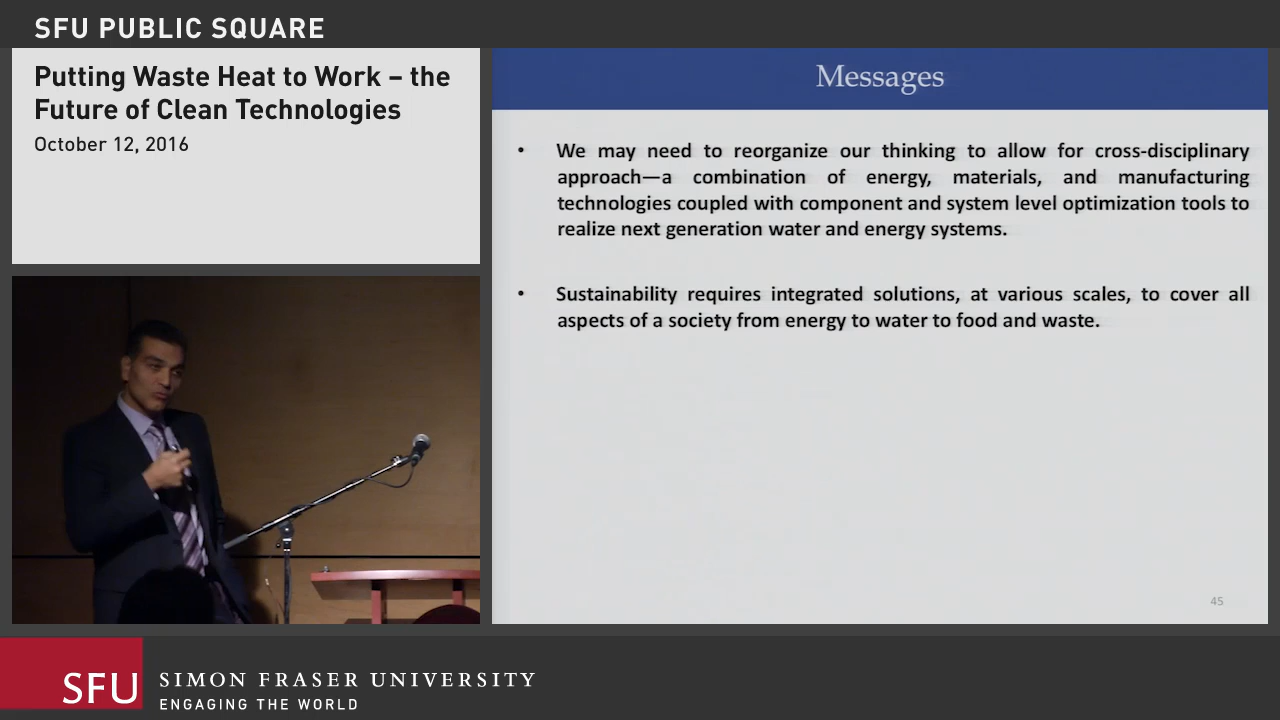 SFU PUBLIC SQUARE
Putting Waste Heat to Work – the
Future of Clean Technologies
October 12, 2016
Messages
• We may need to reorganize our thinking to allow for cross-disciplinary
approach—a combination of energy, materials, and manufacturing
technologies coupled with component and system level optimization tools to
realize next generation water and energy systems.
• Sustainability requires integrated solutions, at various scales, to cover all
aspects of a society from energy to water to food and waste.
45
SFU
SIMON FRASER UNIVERSITY
ENGAGING THE WORLD